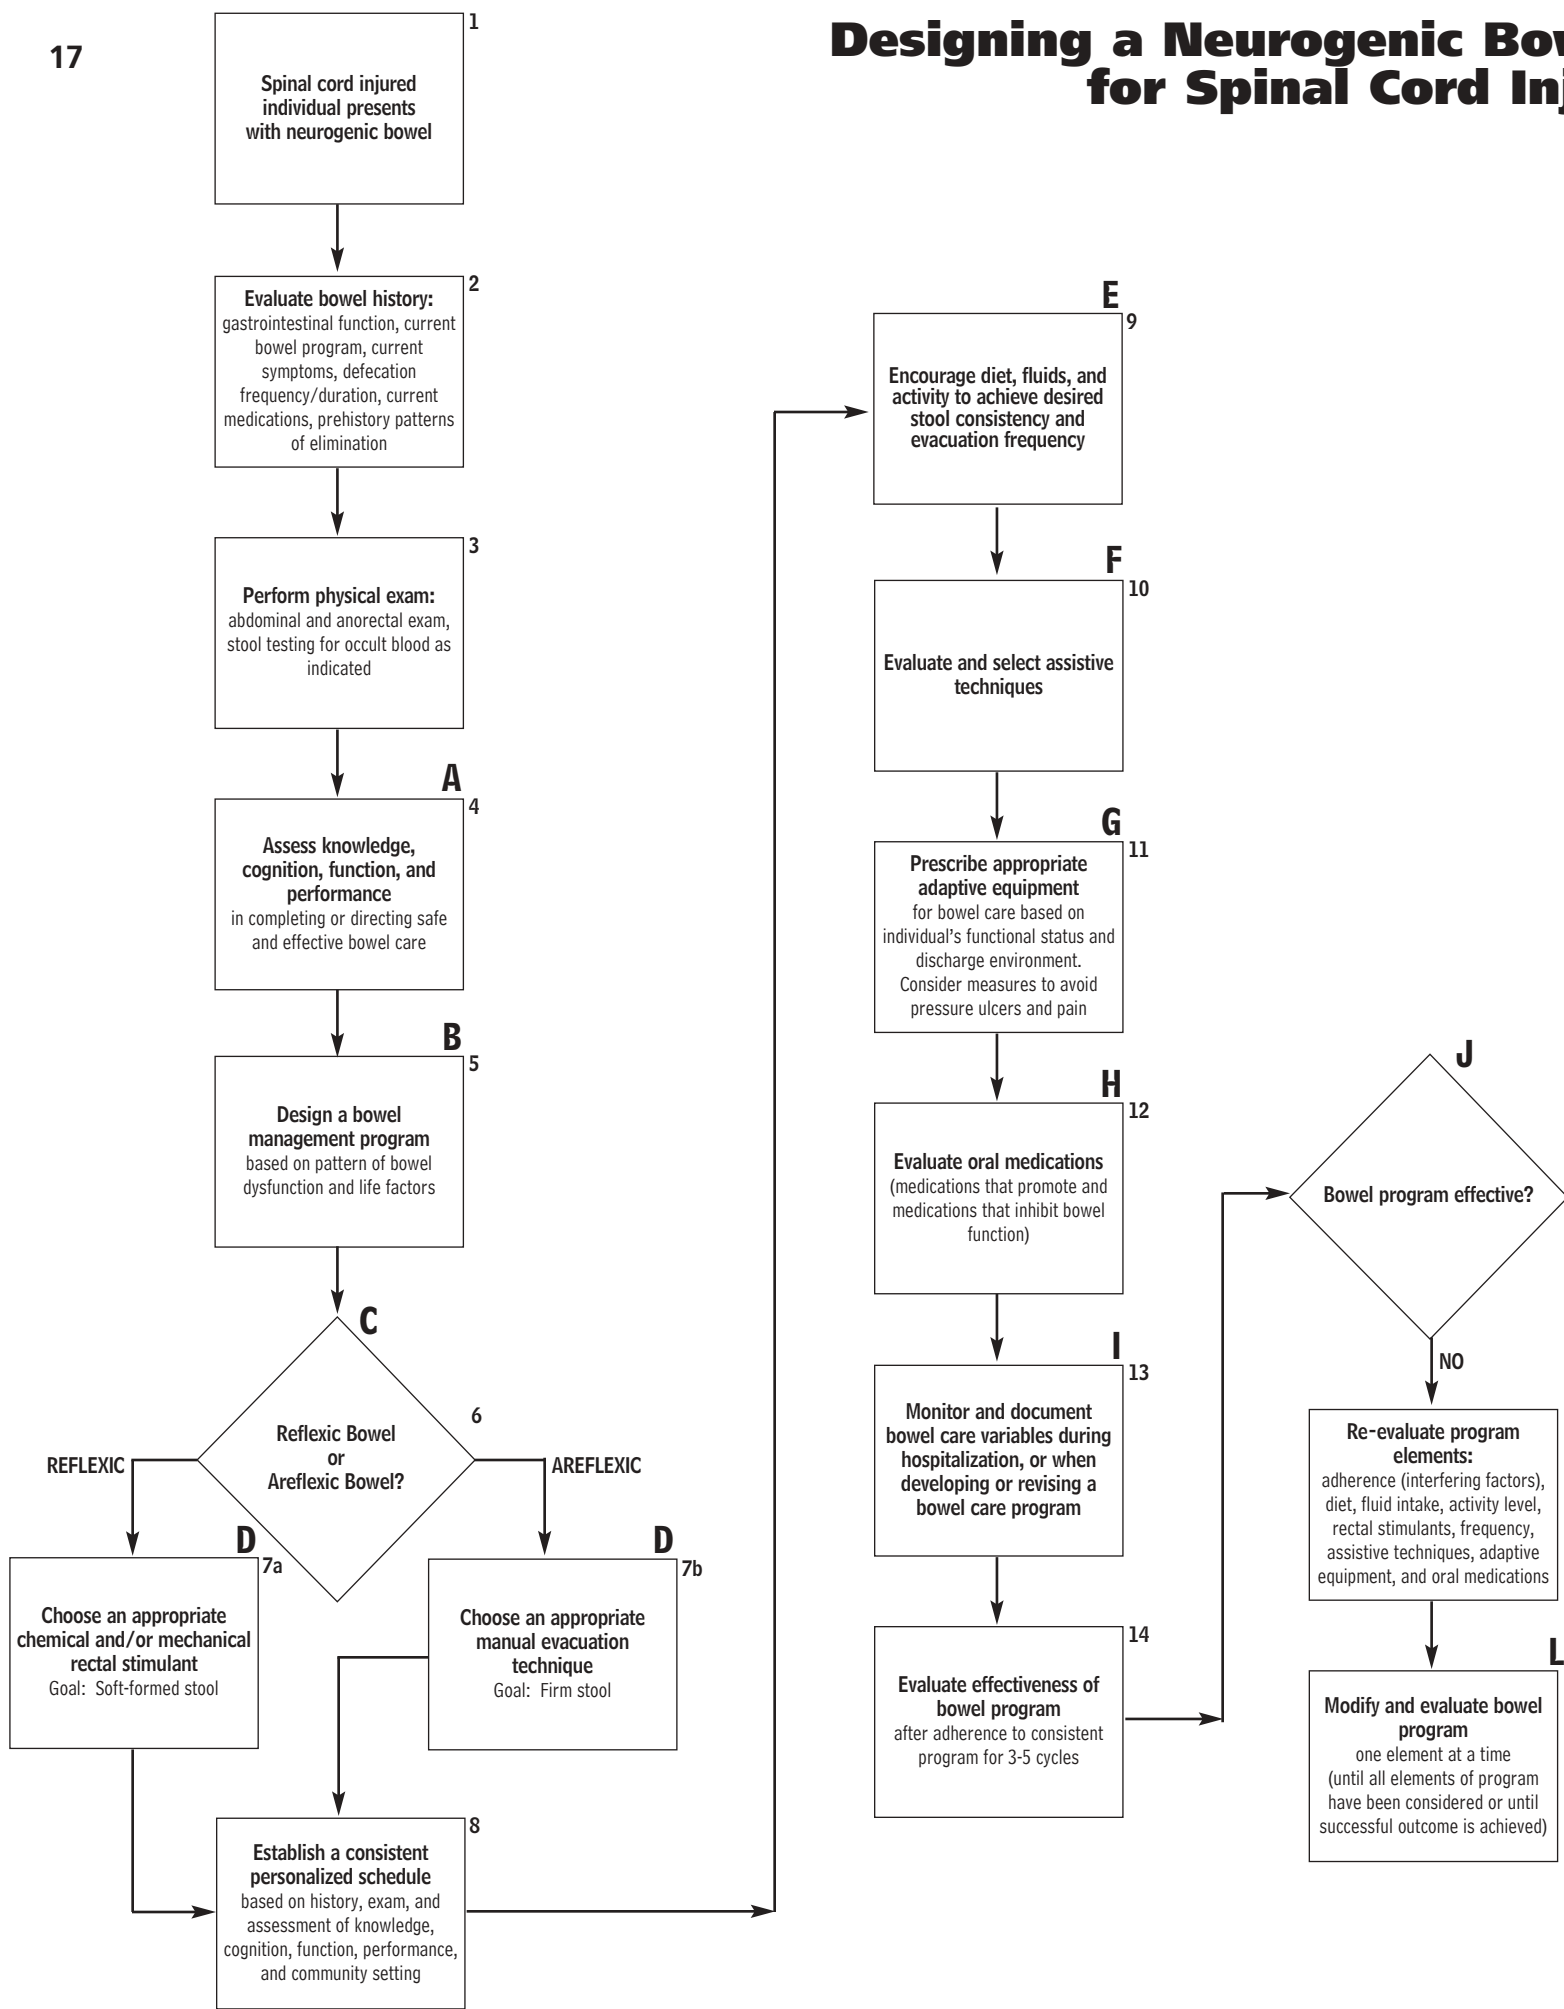 17
Designing a Neurogenic Bow
for Spinal Cord Inj
1
Spinal cord injured
individual presents
with neurogenic bowel
2
Evaluate bowel history:
gastrointestinal function, current
bowel program, current
symptoms, defecation
frequency/duration, current
medications, prehistory patterns
of elimination
3
Perform physical exam:
abdominal and anorectal exam,
stool testing for occult blood as
indicated
A
4
Assess knowledge,
cognition, function, and
performance
in completing or directing safe
and effective bowel care
B
5
Design a bowel
management program
based on pattern of bowel
dysfunction and life factors
C
6
Reflexic Bowel
or
Areflexic Bowel?
REFLEXIC
AREFLEXIC
D
7a
Choose an appropriate
chemical and/or mechanical
rectal stimulant
Goal: Soft-formed stool
D
7b
Choose an appropriate
manual evacuation
technique
Goal: Firm stool
8
Establish a consistent
personalized schedule
based on history, exam, and
assessment of knowledge,
cognition, function, performance,
and community setting
E
9
Encourage diet, fluids, and
activity to achieve desired
stool consistency and
evacuation frequency
F
10
Evaluate and select assistive
techniques
G
11
Prescribe appropriate
adaptive equipment
for bowel care based on
individual's functional status and
discharge environment.
Consider measures to avoid
pressure ulcers and pain
H
12
Evaluate oral medications
(medications that promote and
medications that inhibit bowel
function)
I
13
Monitor and document
bowel care variables during
hospitalization, or when
developing or revising a
bowel care program
14
Evaluate effectiveness of
bowel program
after adherence to consistent
program for 3-5 cycles
J
Bowel program effective?
NO
Re-evaluate program
elements:
adherence (interfering factors),
diet, fluid intake, activity level,
rectal stimulants, frequency,
assistive techniques, adaptive
equipment, and oral medications
L
Modify and evaluate bowel
program
one element at a time
(until all elements of program
have been considered or until
successful outcome is achieved)